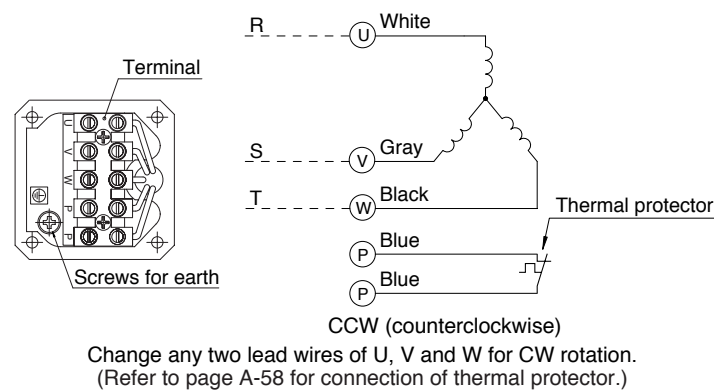 Terminal
U
V
W
P
P
Screws for earth
R
U
White
S
V
Gray
T
W
Black
P
Blue
P
Blue
Thermal protector
CCW (counterclockwise)
Change any two lead wires of U, V and W for CW rotation.
(Refer to page A-58 for connection of thermal protector.)